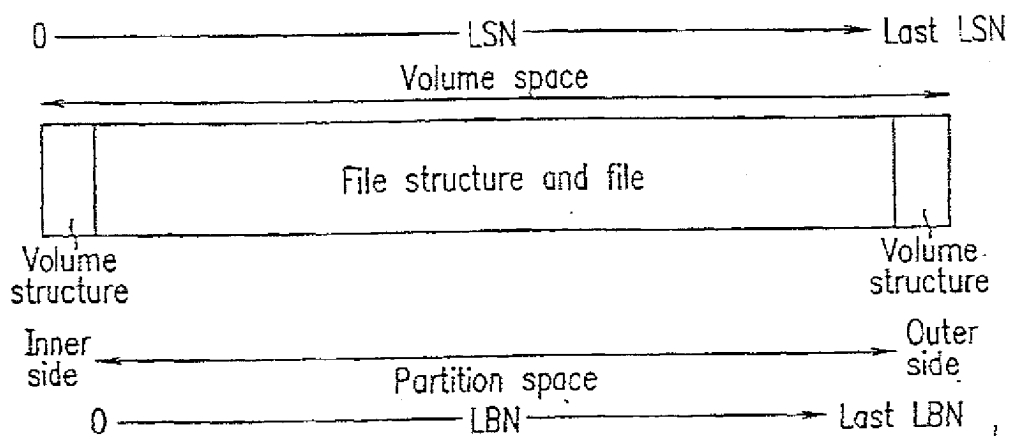 0 LSN Last LSN
Volume space
File structure and file
Volume structure
Volume structure
Inner side
Outer side
Partition space
0 LBN Last LBN